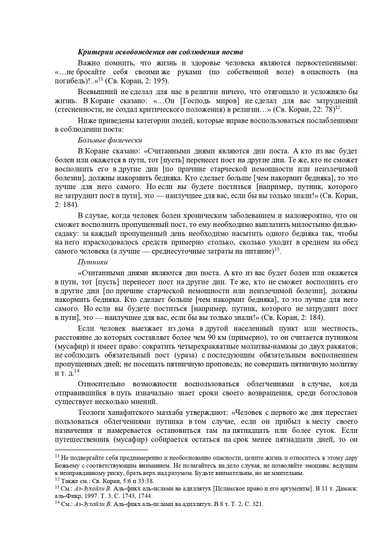 Критерии освобождения от соблюдения поста
Важно помнить, что жизнь и здоровье человека являются первостепенными:
«…не бросайте себя своими же руками (по собственной воле) в опасность (на
погибель)!..»¹¹ (Св. Коран, 2: 195).
Всевышний не сделал для нас в религии ничего, что отягощало и усложняло бы
жизнь. В Коране сказано: «…Он [Господь миров] не сделал для вас затруднений
(стесненности, не создал критического положения) в религии…» (Св. Коран, 22: 78)¹².
Ниже приведены категории людей, которые вправе воспользоваться послаблениями
в соблюдении поста:
Больные физически
В Коране сказано: «Считанными днями являются дни поста. А кто из вас будет
болен или окажется в пути, тот [пусть] перенесет пост на другие дни. Те же, кто не сможет
восполнить его в другие дни [по причине старческой немощности или неизлечимой
болезни], должны накормить бедняка. Кто сделает больше [чем накормит бедняка], то это
лучше для него самого. Но если вы будете поститься [например, путник, которого
не затруднит пост в пути], это — наилучшее для вас, если бы вы только знали!» (Св. Коран,
2: 184).
В случае, когда человек болен хроническим заболеванием и маловероятно, что он
сможет восполнить пропущенный пост, то ему необходимо выплатить милостыню фидью-
садаку: за каждый пропущенный день необходимо насытить одного бедняка так, чтобы
на него израсходовалось средств примерно столько, сколько уходит в среднем на обед
самого человека (а лучше — среднесуточные затраты на питание)¹³.
Путники
«Считанными днями являются дни поста. А кто из вас будет болен или окажется
в пути, тот [пусть] перенесет пост на другие дни. Те же, кто не сможет восполнить его
в другие дни [по причине старческой немощности или неизлечимой болезни], должны
накормить бедняка. Кто сделает больше [чем накормит бедняка], то это лучше для него
самого. Но если вы будете поститься [например, путник, которого не затруднит пост
в пути], это — наилучшее для вас, если бы вы только знали!» (Св. Коран, 2: 184).
Если человек выезжает из дома в другой населенный пункт или местность,
расстояние до которых составляет более чем 90 км (примерно), то он считается путником
(мусафир) и имеет право: сократить четырехракаатные молитвы-намазы до двух ракаатов;
не соблюдать обязательный пост (ураза) с последующим обязательным восполнением
пропущенных дней; не посещать пятничную проповедь; не совершать пятничную молитву
и т. д.¹⁴
Относительно возможности воспользоваться облегчениями в случае, когда
отправившийся в путь изначально знает сроки своего возвращения, среди богословов
существует несколько мнений.
Теологи ханафитского мазхаба утверждают: «Человек с первого же дня перестает
пользоваться облегчениями путника в том случае, если он прибыл к месту своего
назначения и намеревается остановиться там на пятнадцать или более суток. Если
путешественник (мусафир) собирается остаться на срок менее пятнадцати дней, то он
¹¹ Не подвергайте себя преднамеренно и необоснованно опасности, цените жизнь и относитесь к этому дару
Божьему с соответствующим вниманием. Не полагайтесь на дело случая, не позволяйте эмоциям, ведущим
к неоправданному риску, брать верх над разумом. Будьте внимательны, но не мнительны.
¹² Также см.: Св. Коран, 5:6 и 33:38.
¹³ См.: Аз-Зухайли В. Аль-фикх аль-ислами ва адиллятух [Исламское право и его аргументы]. В 11 т. Дамаск:
аль-Фикр, 1997. Т. 3. С. 1743, 1744.
¹⁴ См.: Аз-Зухайли В. Аль-фикх аль-ислами ва адиллятух. В 8 т. Т. 2. С. 321.